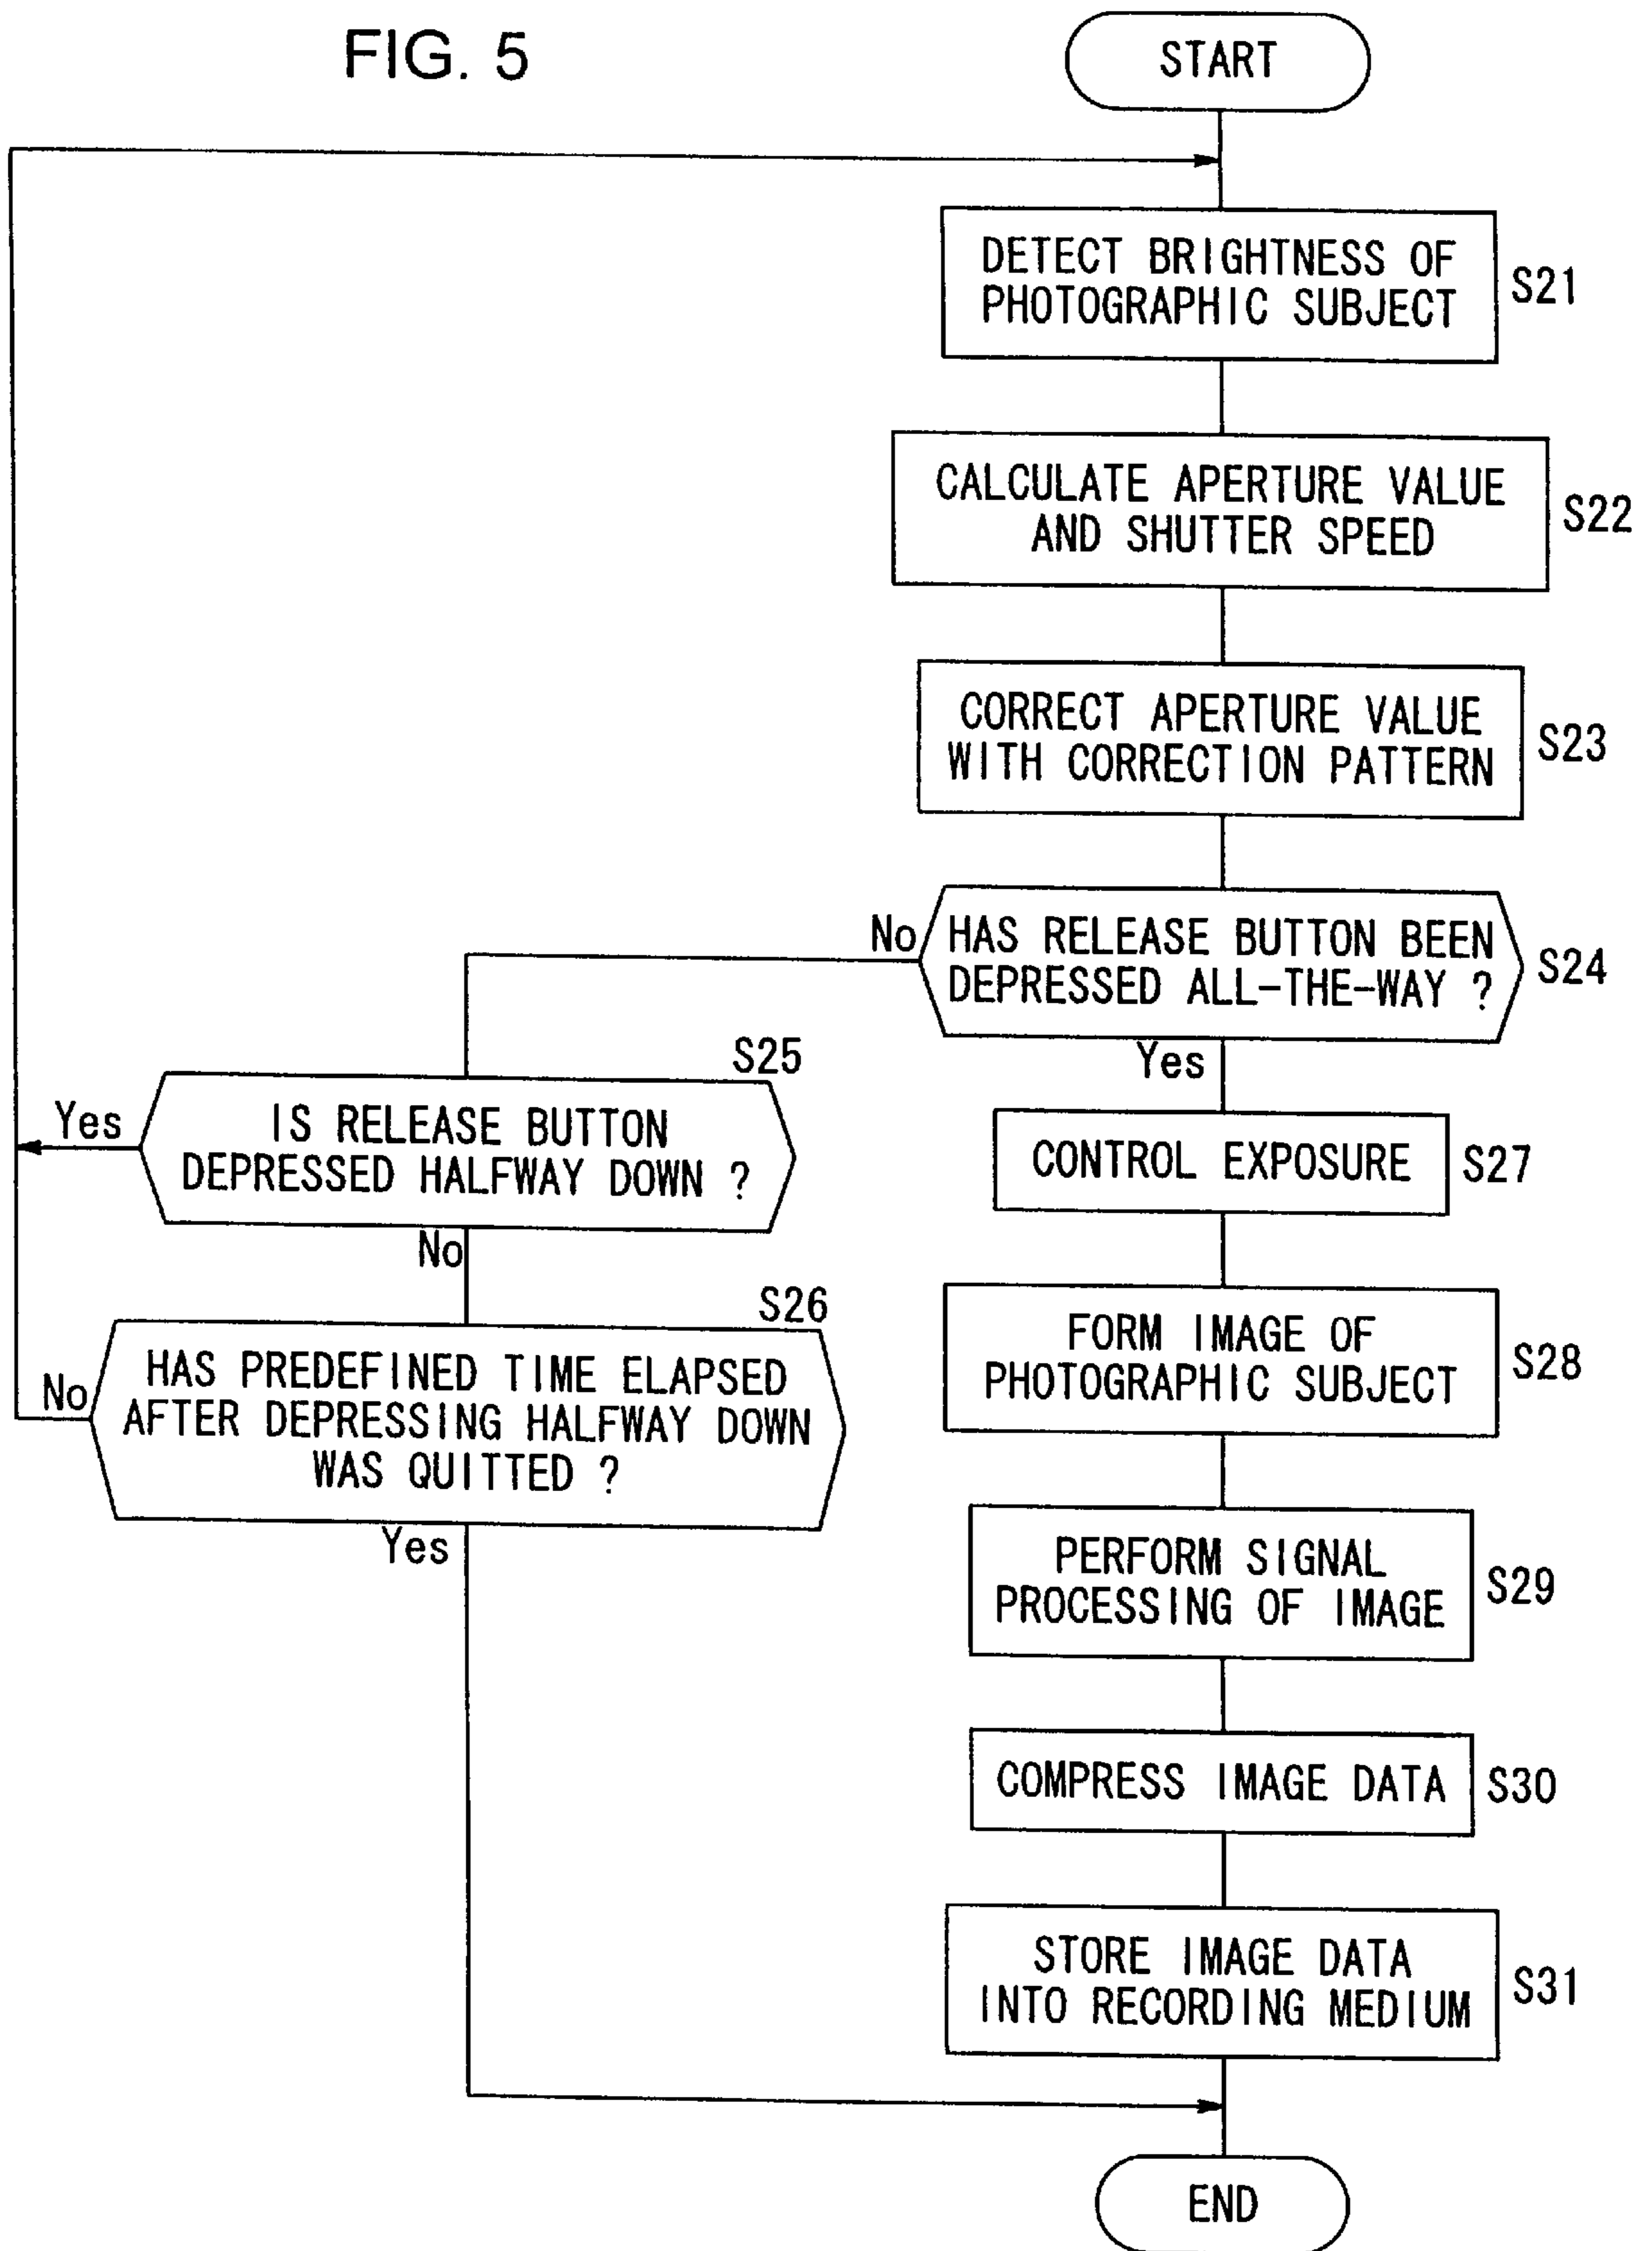 FIG. 5
START
DETECT BRIGHTNESS OF
PHOTOGRAPHIC SUBJECT
S21
CALCULATE APERTURE VALUE
AND SHUTTER SPEED
S22
CORRECT APERTURE VALUE
WITH CORRECTION PATTERN
S23
HAS RELEASE BUTTON BEEN
DEPRESSED ALL-THE-WAY ?
S24
No
Yes
S25
IS RELEASE BUTTON
DEPRESSED HALFWAY DOWN ?
Yes
No
S26
HAS PREDEFINED TIME ELAPSED
AFTER DEPRESSING HALFWAY DOWN
WAS QUITTED ?
No
Yes
CONTROL EXPOSURE
S27
FORM IMAGE OF
PHOTOGRAPHIC SUBJECT
S28
PERFORM SIGNAL
PROCESSING OF IMAGE
S29
COMPRESS IMAGE DATA
S30
STORE IMAGE DATA
INTO RECORDING MEDIUM
S31
END